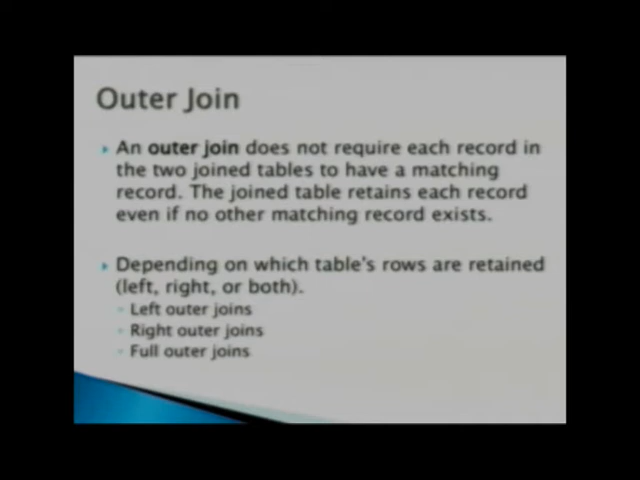 Outer Join
An outer join does not require each record in
the two joined tables to have a matching
record. The joined table retains each record
even if no other matching record exists.
Depending on which table's rows are retained
(left, right, or both).
Left outer joins
Right outer joins
Full outer joins